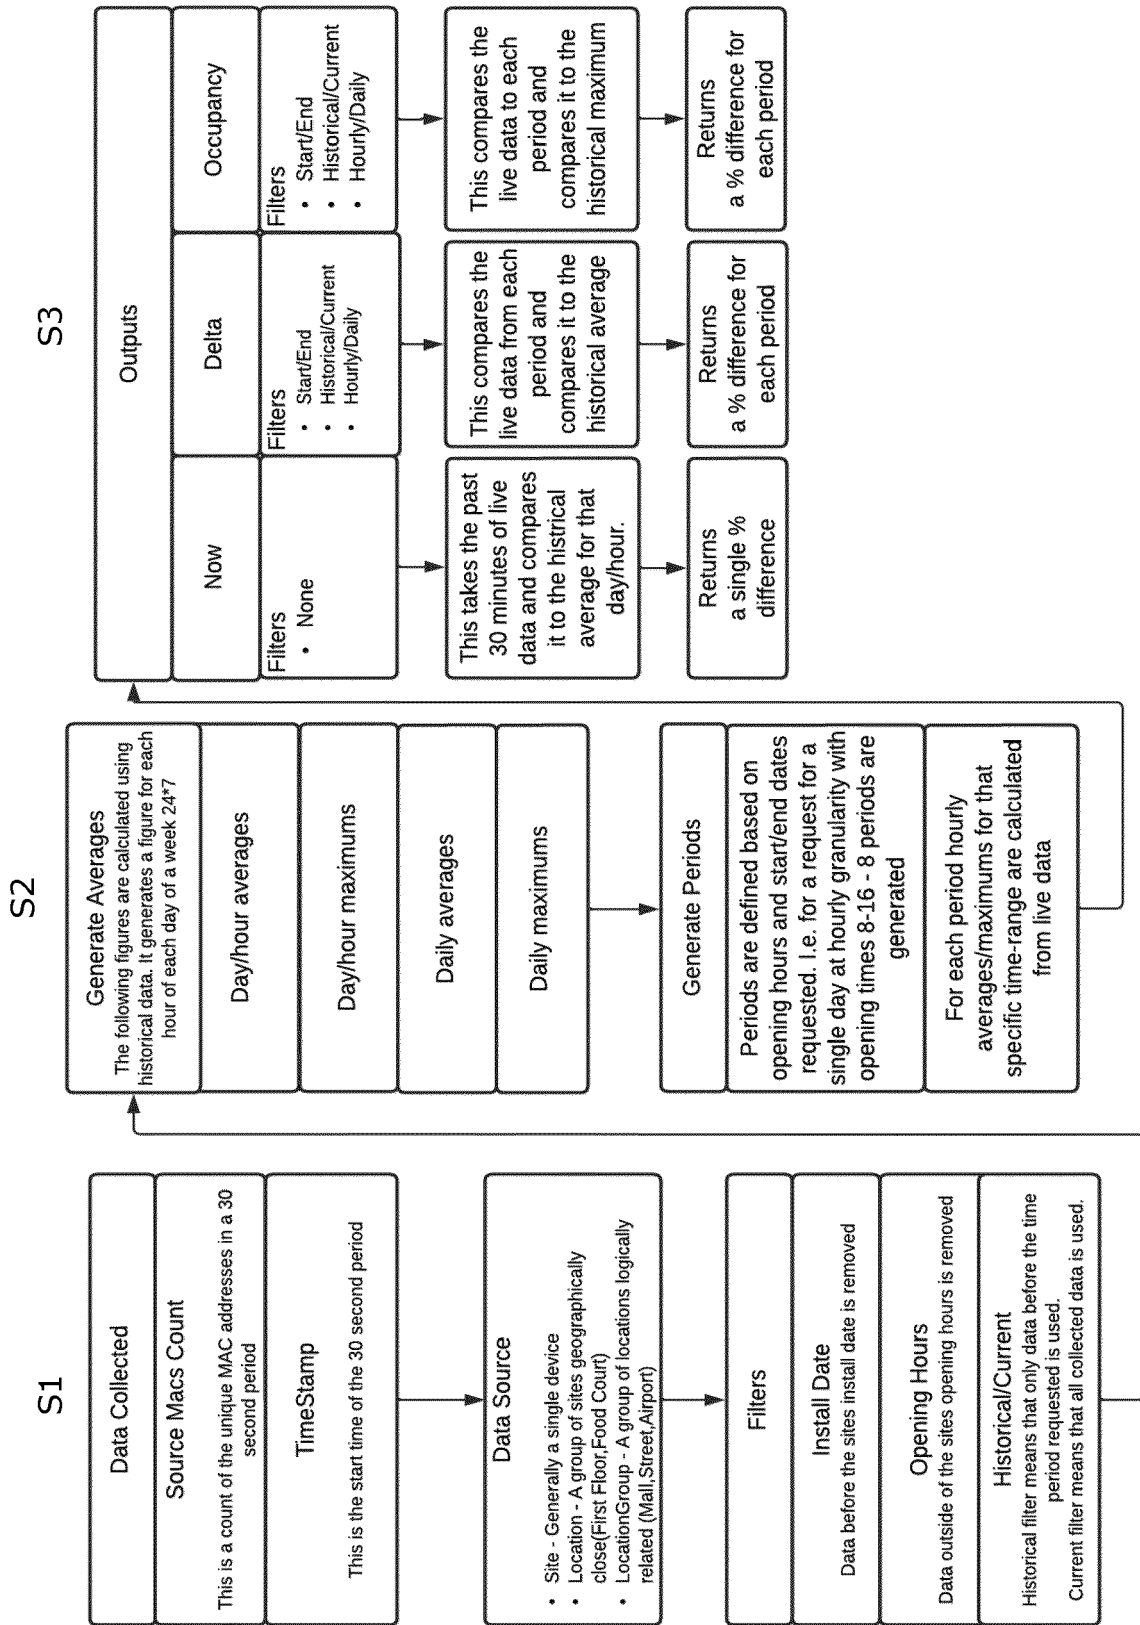 S1
Data Collected
Source Macs Count
This is a count of the unique MAC addresses in a 30
second period
TimeStamp
This is the start time of the 30 second period
Data Source
• Site - Generally a single device
• Location - A group of sites geographically
close(First Floor,Food Court)
• LocationGroup - A group of locations logically
related (Mall,Street,Airport)
Filters
Install Date
Data before the sites install date is removed
Opening Hours
Data outside of the sites opening hours is removed
Historical/Current
Historical filter means that only data before the time
period requested is used.
Current filter means that all collected data is used.
S2
Generate Averages
The following figures are calculated using
historical data. It generates a figure for each
hour of each day of a week 24*7
Day/hour averages
Day/hour maximums
Daily averages
Daily maximums
Generate Periods
Periods are defined based on
opening hours and start/end dates
requested. I.e. for a request for a
single day at hourly granularity with
opening times 8-16 - 8 periods are
generated
For each period hourly
averages/maximums for that
specific time-range are calculated
from live data
S3
Outputs
Now
Filters
• None
This takes the past
30 minutes of live
data and compares
it to the histrical
average for that
day/hour.
Returns
a single %
difference
Delta
Filters
• Start/End
• Historical/Current
• Hourly/Daily
This compares the
live data from each
period and
compares it to the
historical average
Returns
a % difference for
each period
Occupancy
Filters
• Start/End
• Historical/Current
• Hourly/Daily
This compares the
live data to each
period and
compares it to the
historical maximum
Returns
a % difference for
each period